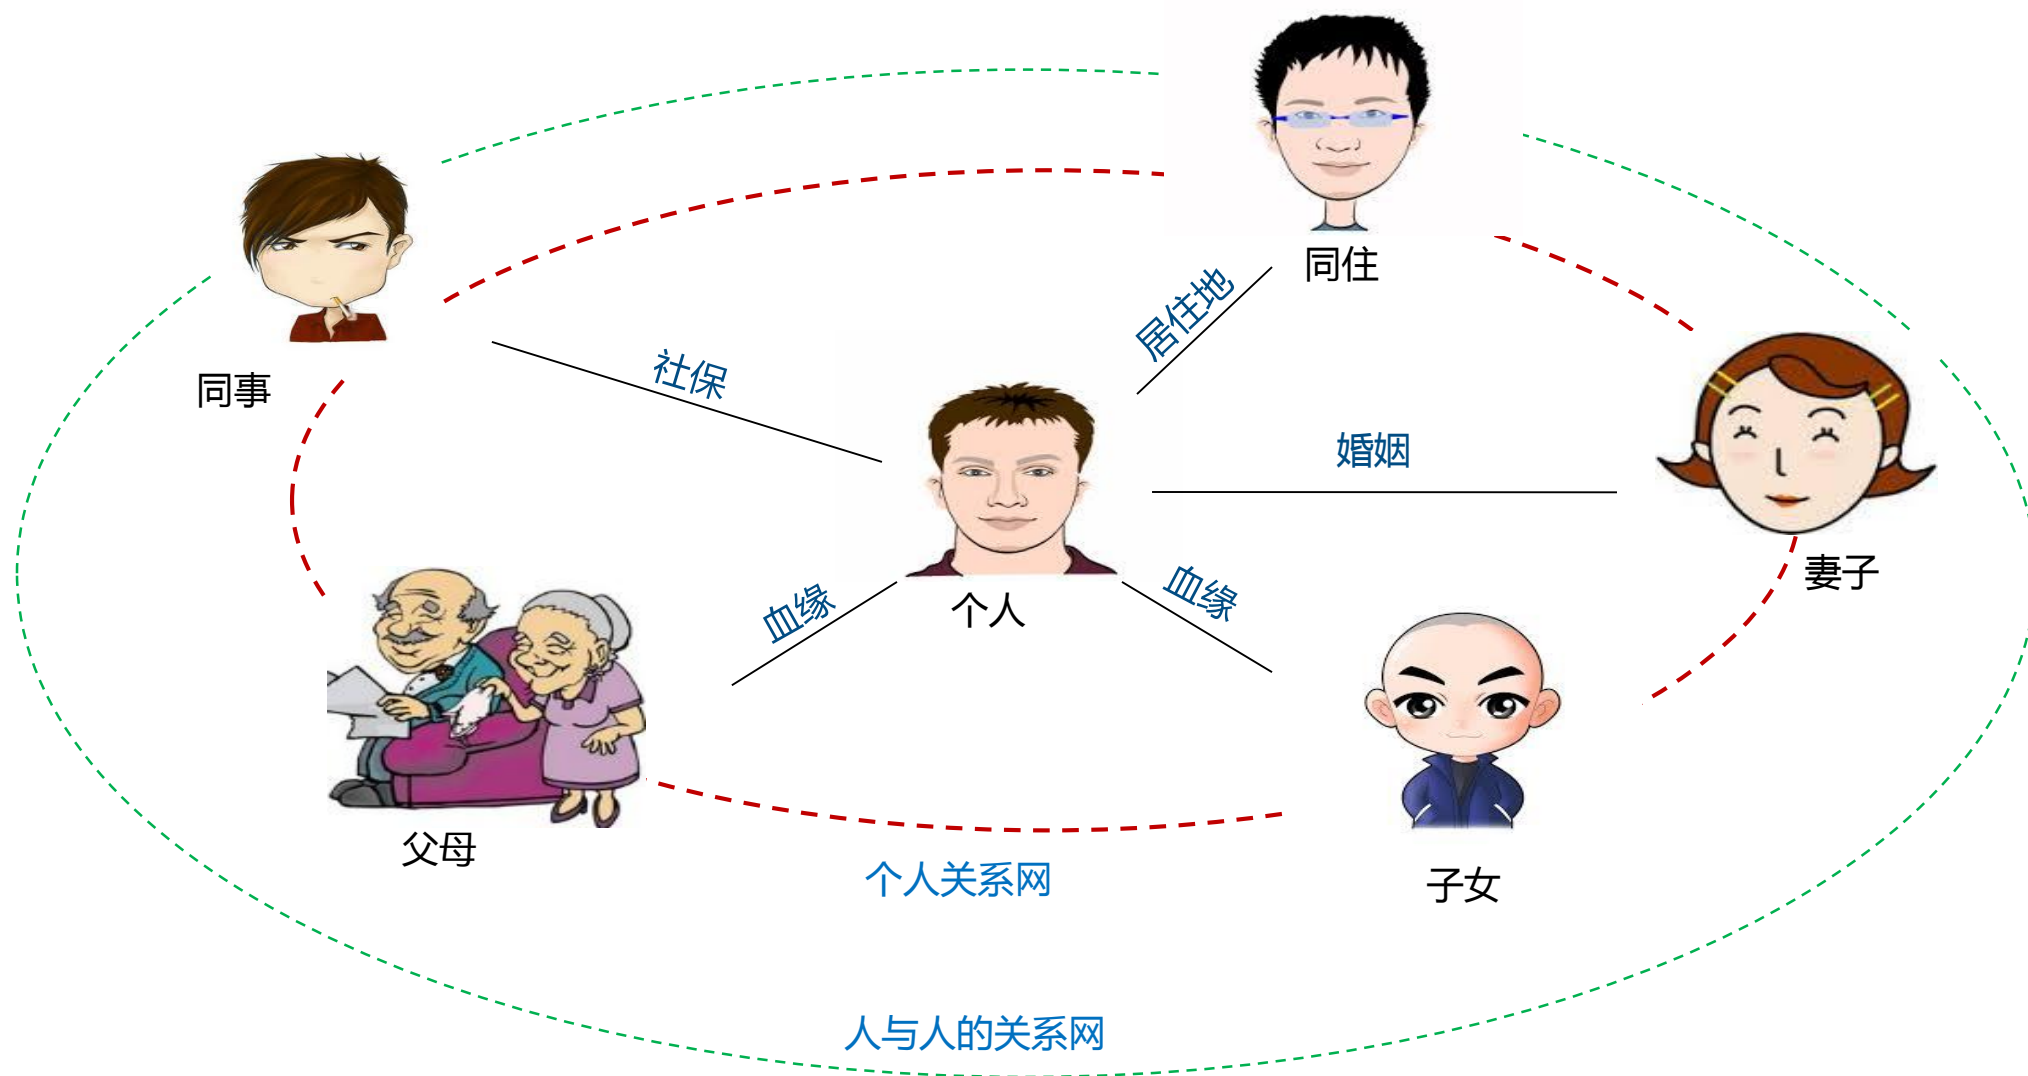 同住
居住地
社保
同事
婚姻
妻子
血缘
血缘
个人
父母
个人关系网
子女
人与人的关系网